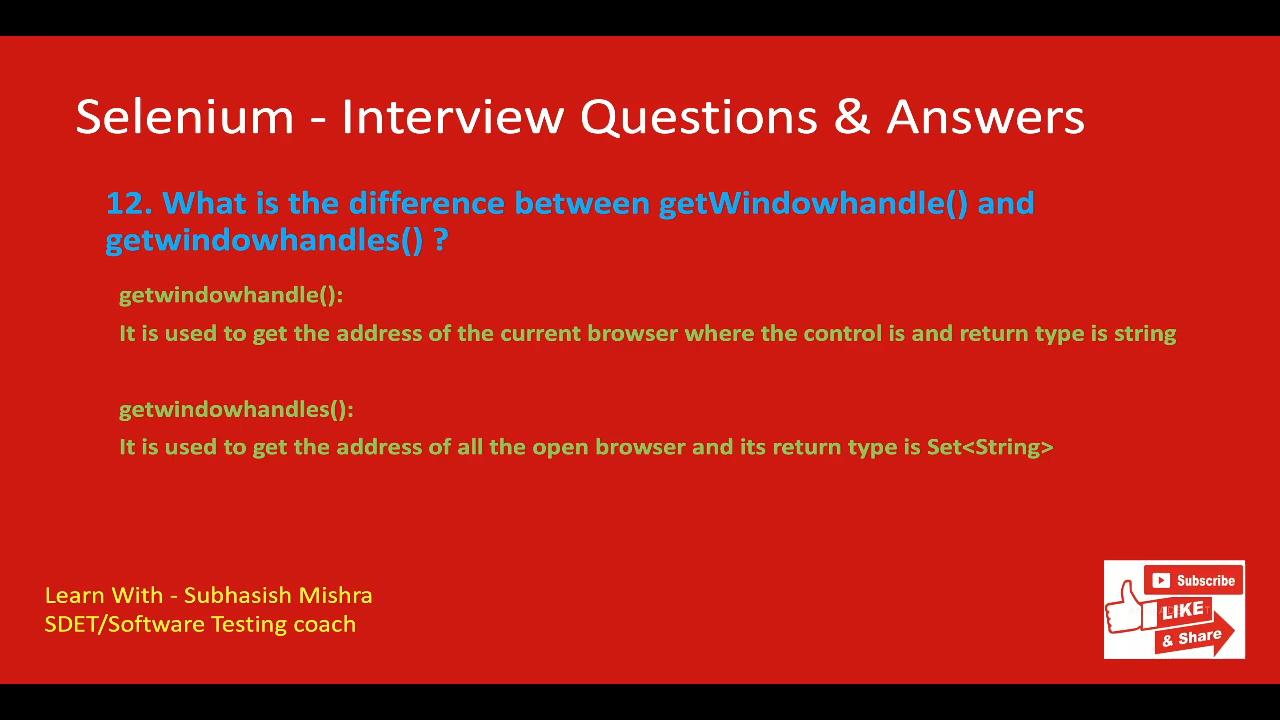 Selenium - Interview Questions & Answers
12. What is the difference between getWindowhandle() and
getwindowhandles() ?
getwindowhandle():
It is used to get the address of the current browser where the control is and return type is string
getwindowhandles():
It is used to get the address of all the open browser and its return type is Set<String>
Learn With - Subhasish Mishra
SDET/Software Testing coach
Subscribe
LIKE
& Share